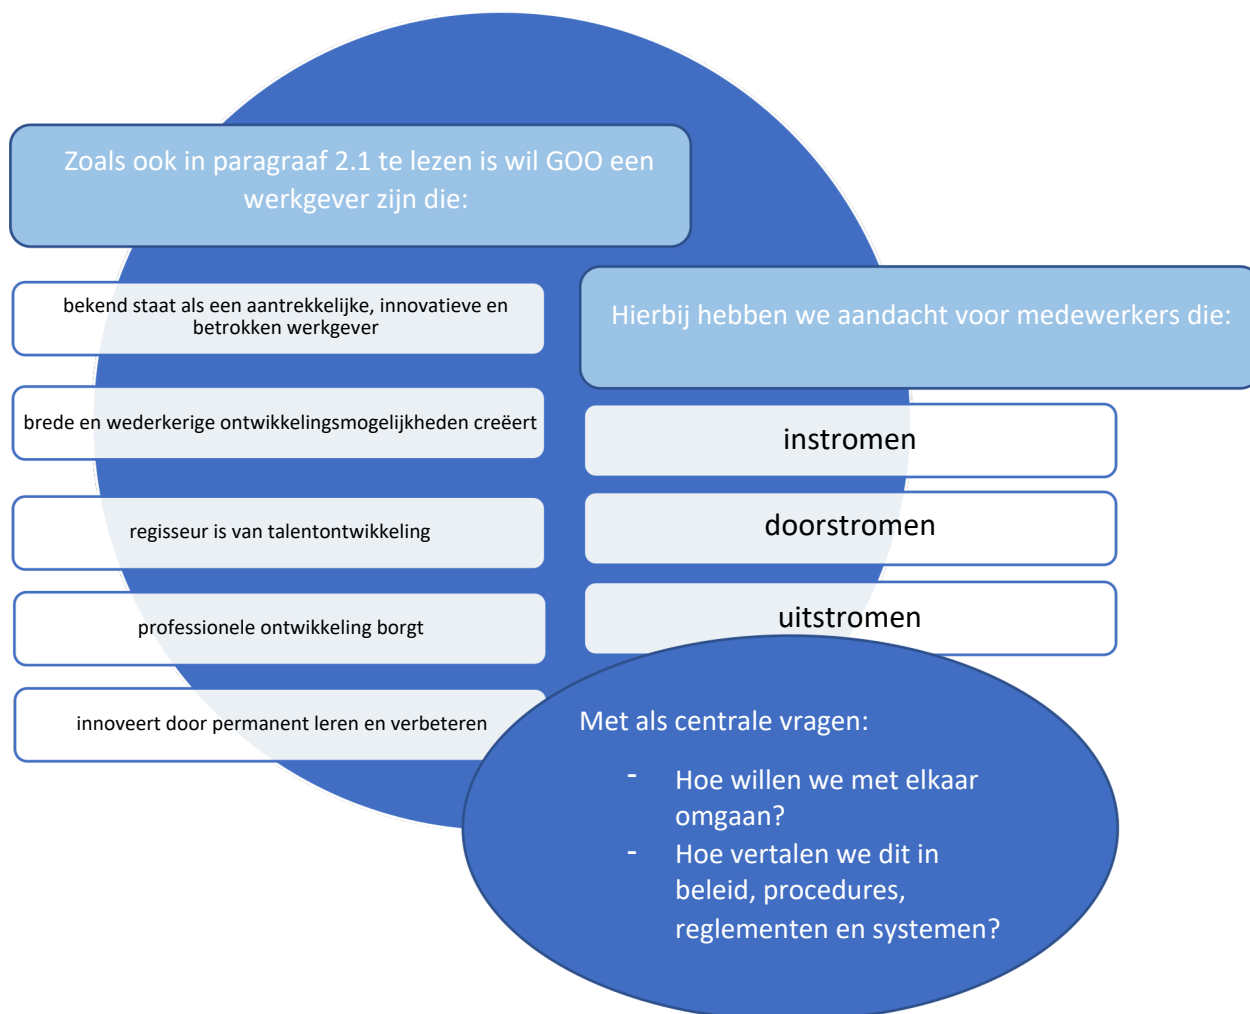 Zoals ook in paragraaf 2.1 te lezen is wil GOO een
werkgever zijn die:
bekend staat als een aantrekkelijke, innovatieve en
betrokken werkgever
brede en wederkerige ontwikkelingsmogelijkheden creëert
regisseur is van talentontwikkeling
professionele ontwikkeling borgt
innoveert door permanent leren en verbeteren
Hierbij hebben we aandacht voor medewerkers die:
instromen
doorstromen
uitstromen
Met als centrale vragen:
- Hoe willen we met elkaar
omgaan?
- Hoe vertalen we dit in
beleid, procedures,
reglementen en systemen?